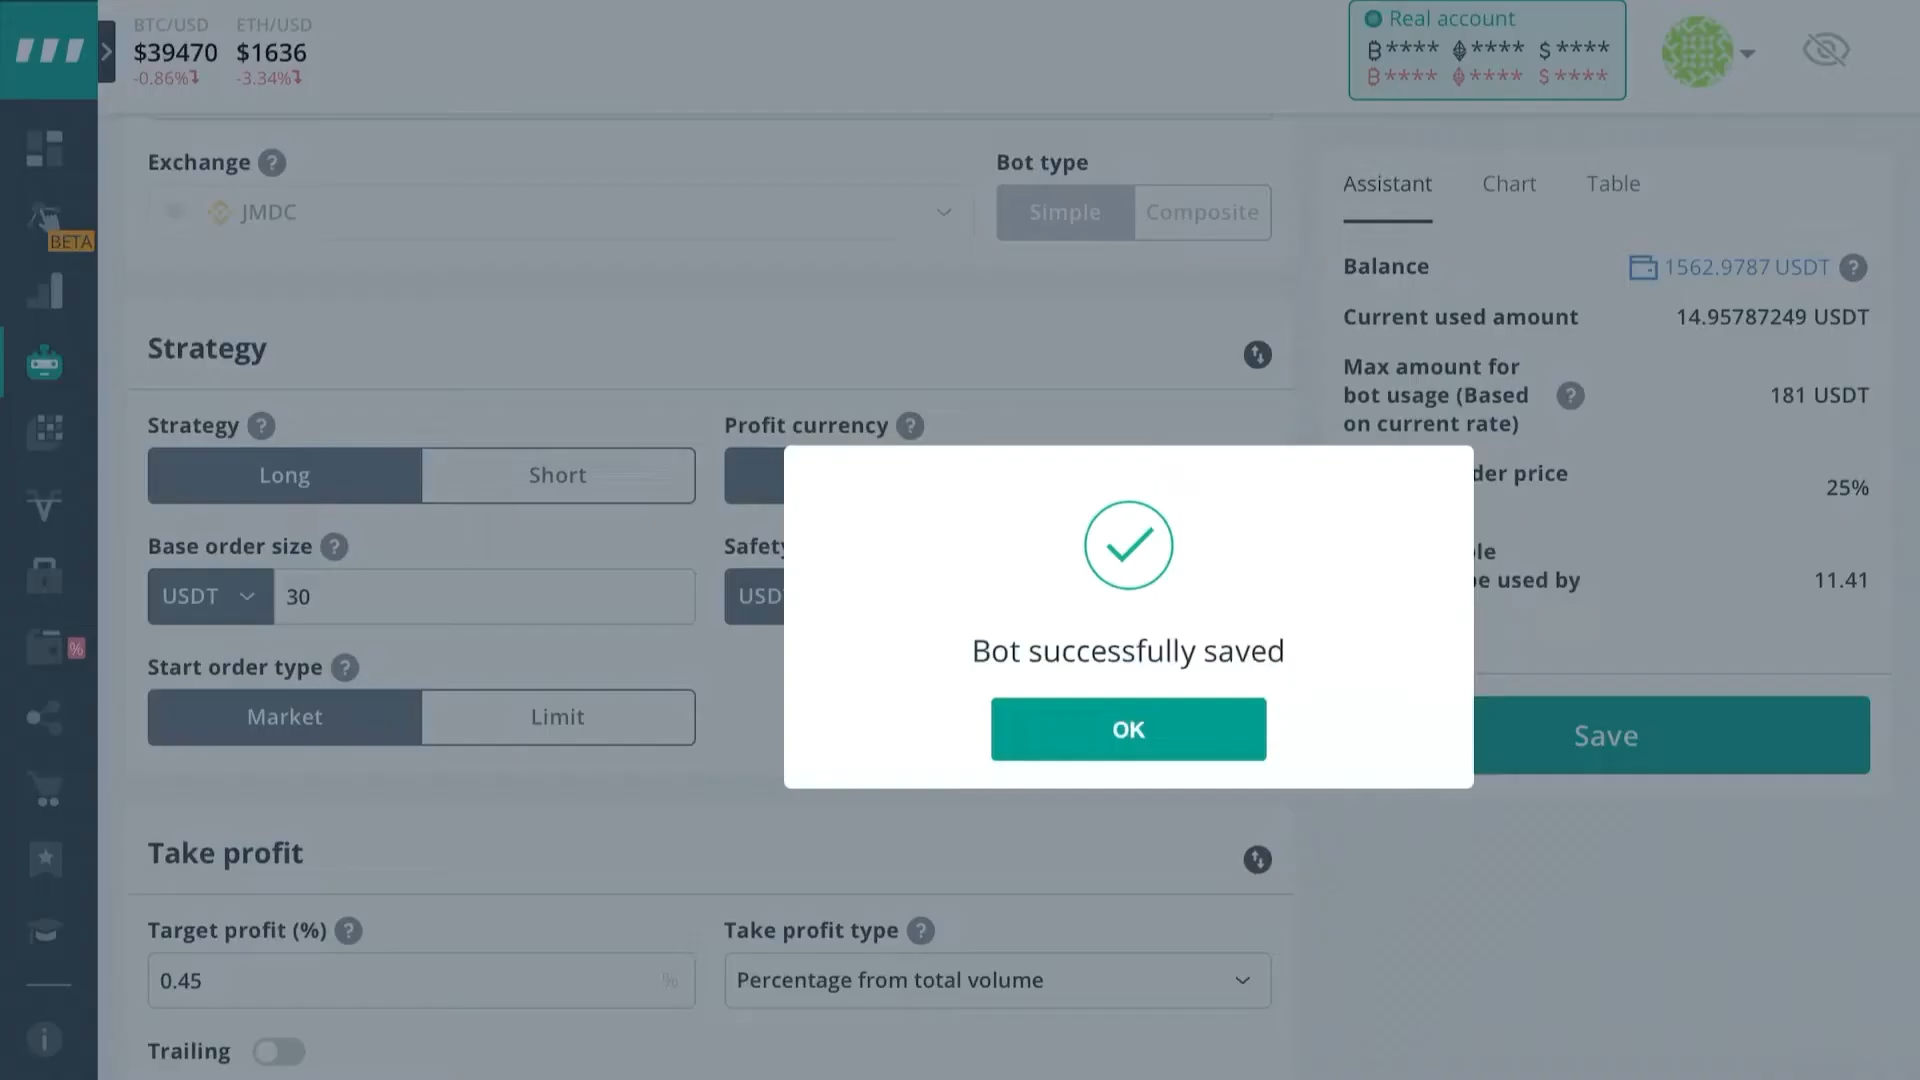 BTC/USD ETH/USD
$39470 $1636
-0.86% -3.34%
Real account
**** **** $ ****
**** **** $ ****
BETA
%
Exchange ?
JMDC
Bot type
Simple Composite
Strategy
Strategy ?
Long Short
Profit currency ?
Base order size ?
USDT 30
Safety
USD
Start order type ?
Market Limit
Take profit
Target profit (%) ?
0.45 %
Take profit type ?
Percentage from total volume
Trailing
Assistant Chart Table
Balance 1562.9787 USDT ?
Current used amount 14.95787249 USDT
Max amount for
bot usage (Based ? 181 USDT
on current rate)
der price
25%
le
e used by 11.41
Save
Bot successfully saved
OK